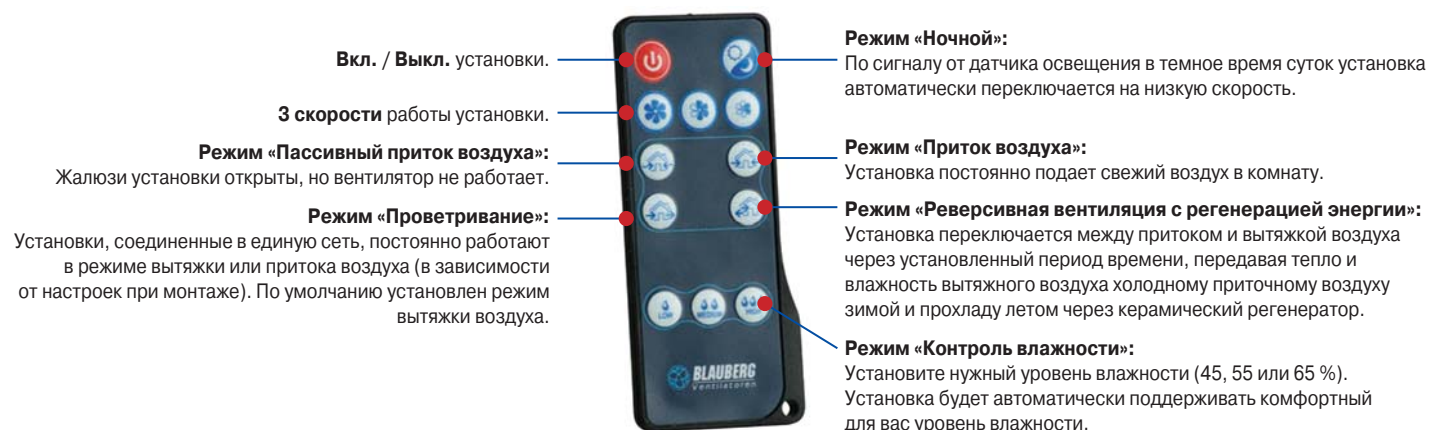 Вкл. / Выкл. установки.
3 скорости работы установки.
Режим «Пассивный приток воздуха»:
Жалюзи установки открыты, но вентилятор не работает.
Режим «Проветривание»:
Установки, соединенные в единую сеть, постоянно работают
в режиме вытяжки или притока воздуха (в зависимости
от настроек при монтаже). По умолчанию установлен режим
вытяжки воздуха.
LOW
MEDIUM
HIGH
BLAUBERG
Ventilatoren
Режим «Ночной»:
По сигналу от датчика освещения в темное время суток установка
автоматически переключается на низкую скорость.
Режим «Приток воздуха»:
Установка постоянно подает свежий воздух в комнату.
Режим «Реверсивная вентиляция с регенерацией энергии»:
Установка переключается между притоком и вытяжкой воздуха
через установленный период времени, передавая тепло и
влажность вытяжного воздуха холодному приточному воздуху
зимой и прохладу летом через керамический регенератор.
Режим «Контроль влажности»:
Установите нужный уровень влажности (45, 55 или 65 %).
Установка будет автоматически поддерживать комфортный
для вас уровень влажности.